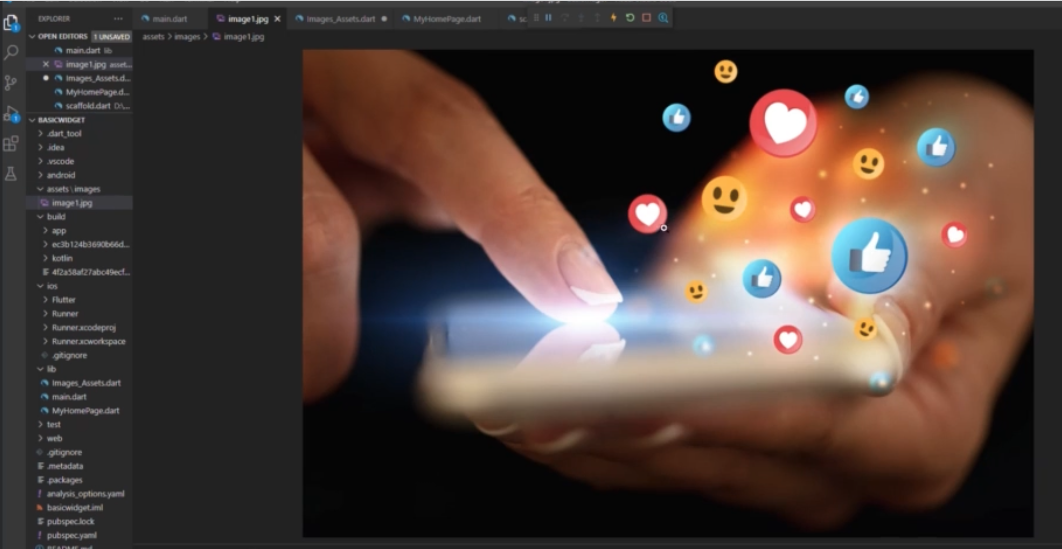 EXPLORER
main.dart
image1.jpg
Images_Assets.dart
MyHomePage.dart
OPEN EDITORS 1 UNSAVED
assets > images > image1.jpg
main.dart lib
image1.jpg asset...
Images_Assets.d...
MyHomePage.d...
scaffold.dart D:\...
BASICWIDGET
.dart_tool
.idea
.vscode
android
assets \ images
image1.jpg
build
app
kotlin
ios
Flutter
Runner
Runner.xcodeproj
Runner.xcworkspace
.gitignore
lib
Images_Assets.dart
main.dart
MyHomePage.dart
test
web
.gitignore
.metadata
.packages
analysis_options.yaml
basicwidget.iml
pubspec.lock
pubspec.yaml